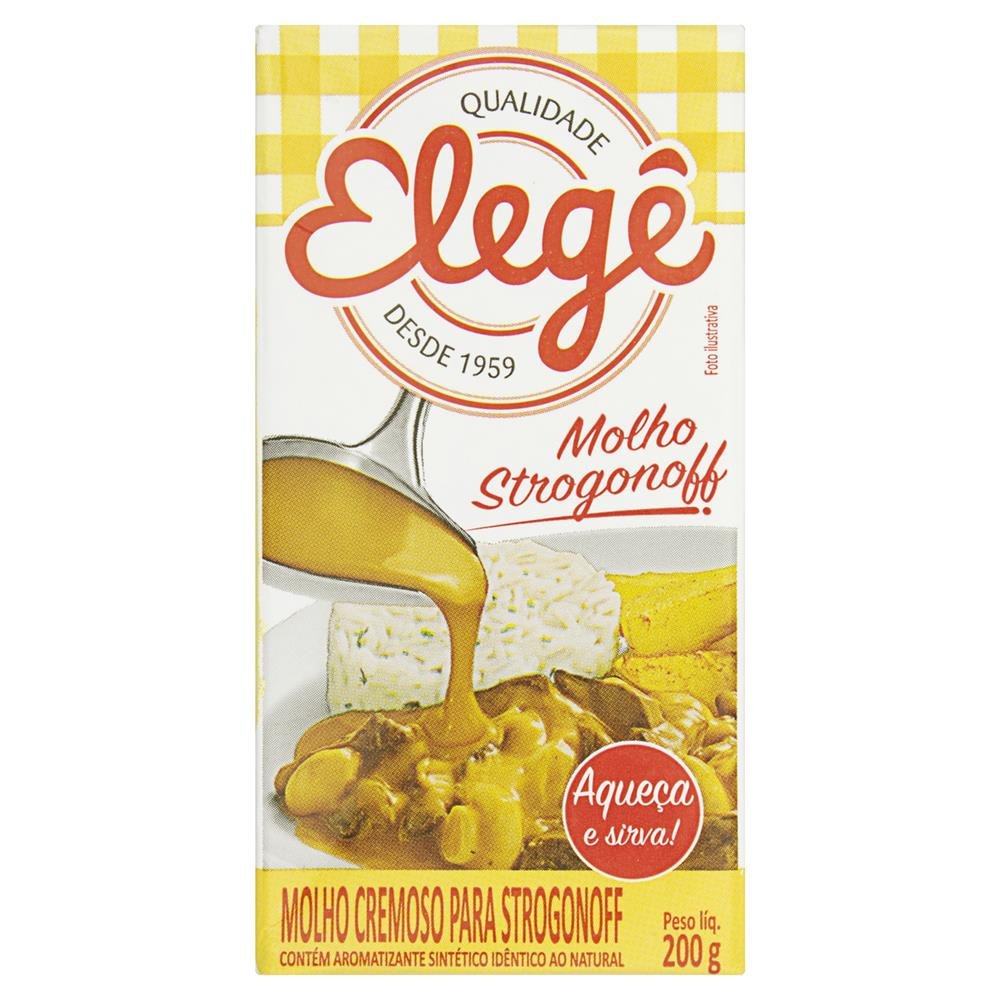 QUALIDADE
Elegê
DESDE 1959
Foto ilustrativa
Molho
Strogonoff
Aqueça
e sirva!
MOLHO CREMOSO PARA STROGONOFF
CONTÉM AROMATIZANTE SINTÉTICO IDÊNTICO AO NATURAL
Peso líq.
200 g